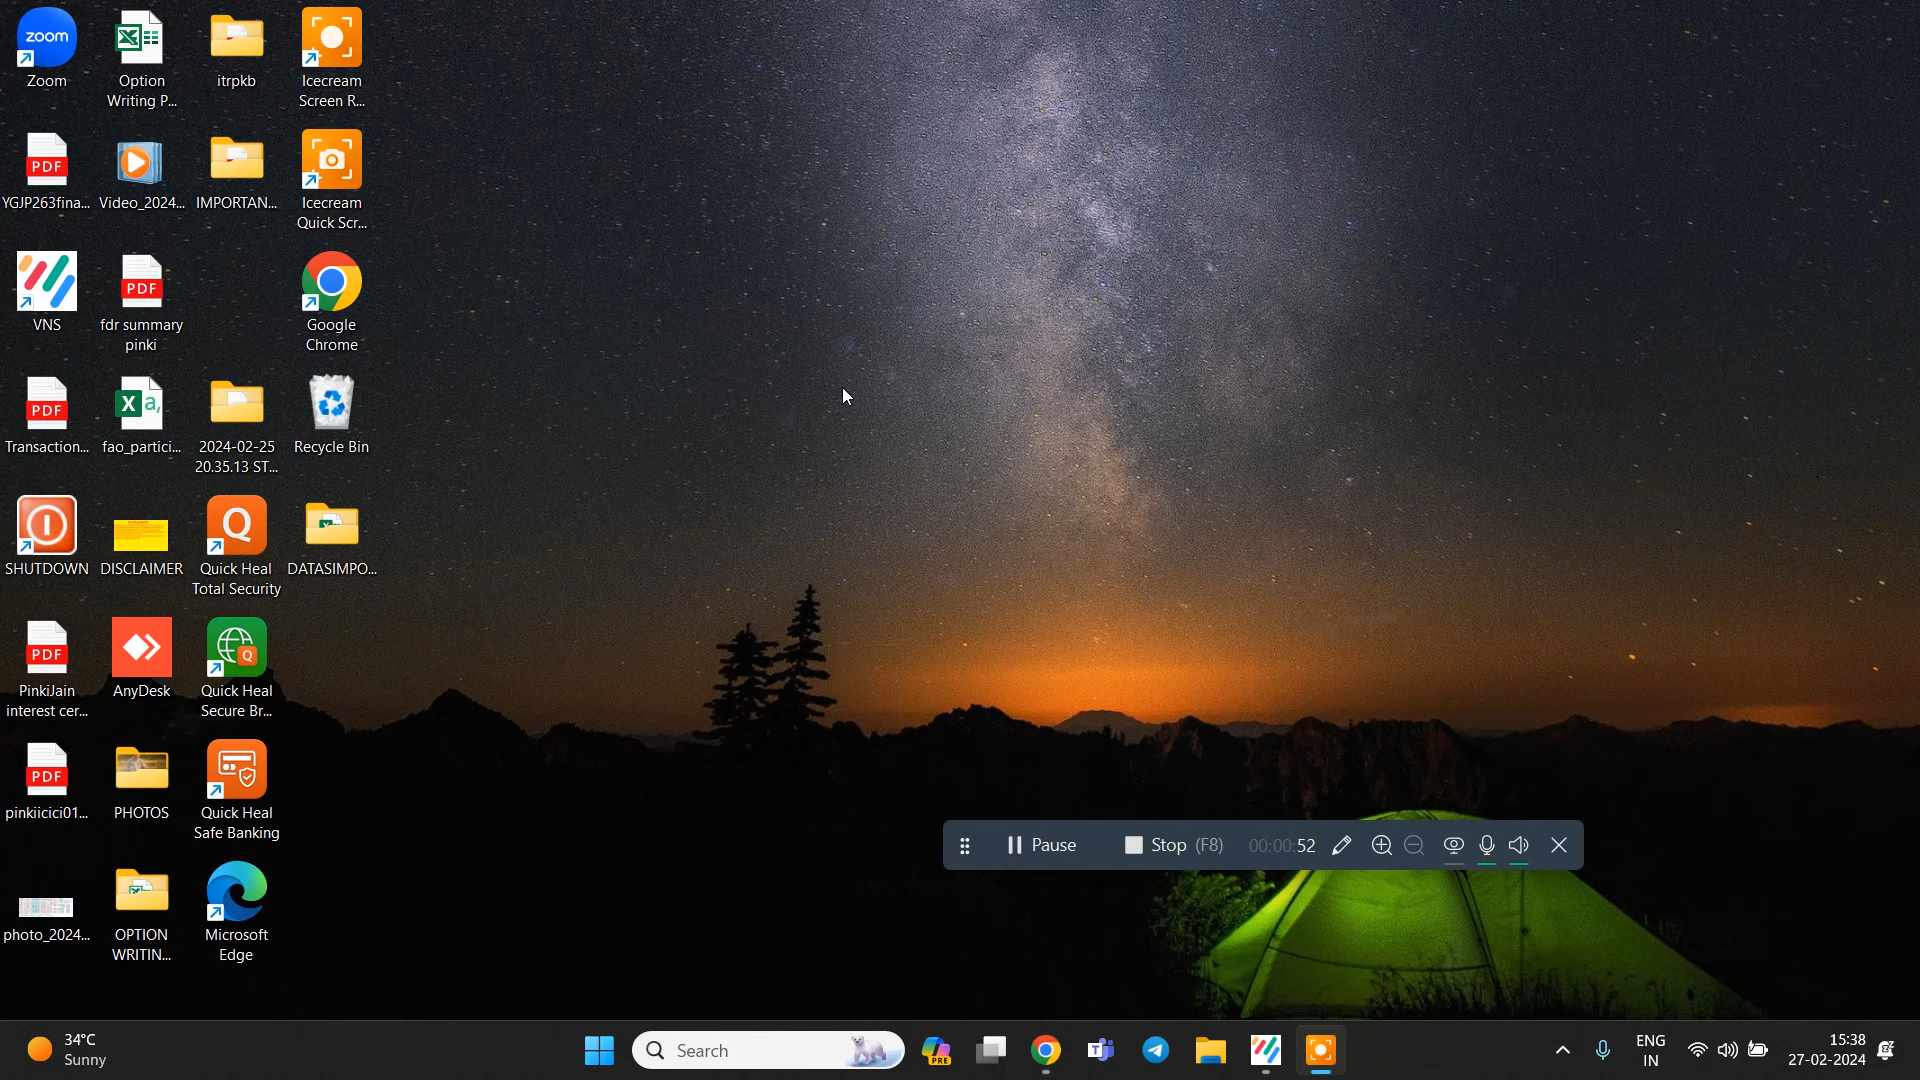 zoom
Zoom
Option
Writing P...
itrpkb
Icecream
Screen R...
PDF
YGJP263fina...
Video_2024...
IMPORTAN...
Icecream
Quick Scr...
VNS
PDF
fdr summary
pinki
Google
Chrome
PDF
Transaction...
X a,
fao_partici...
2024-02-25
20.35.13 ST...
Recycle Bin
SHUTDOWN
DISCLAIMER
Q
Quick Heal
Total Security
DATASIMPO...
PDF
PinkiJain
interest cer...
AnyDesk
Q
Quick Heal
Secure Br...
PDF
pinkiicici01...
PHOTOS
Quick Heal
Safe Banking
Pause
Stop (F8)
00:00:52
photo_2024...
OPTION
WRITIN...
Microsoft
Edge
34°C
Sunny
Search
PRE
ENG
IN
15:38
27-02-2024